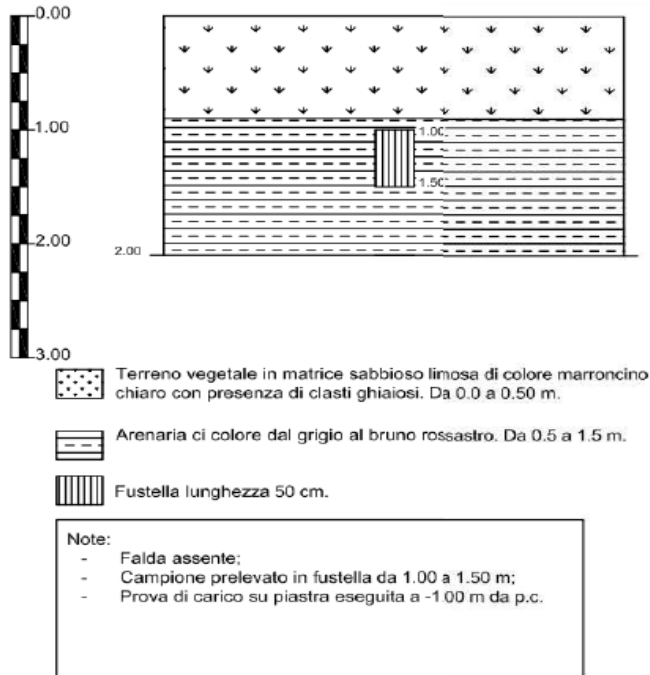 0.00
1.00
1.00
1.50
2.00
2.00
3.00
Terreno vegetale in matrice sabbioso limosa di colore marroncino
chiaro con presenza di clasti ghiaiosi. Da 0.0 a 0.50 m.
Arenaria ci colore dal grigio al bruno rossastro. Da 0.5 a 1.5 m.
Fustella lunghezza 50 cm.
Note:
- Falda assente;
- Campione prelevato in fustella da 1.00 a 1.50 m;
- Prova di carico su piastra eseguita a -1.00 m da p.c.